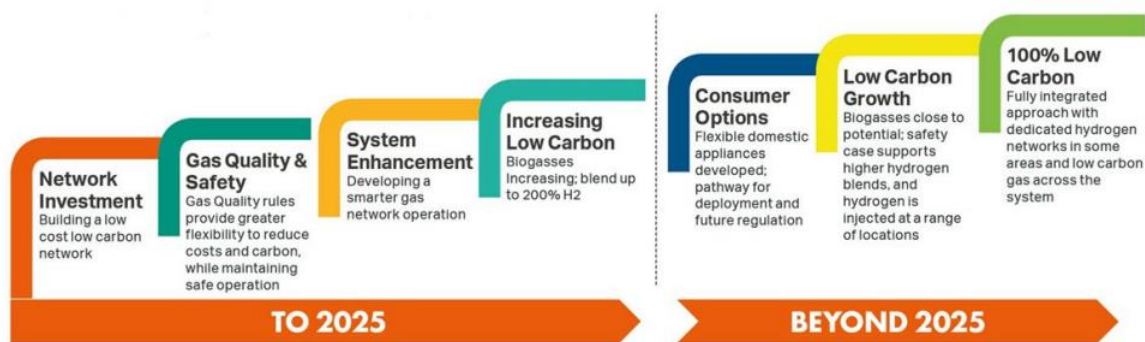 Network
Investment
Building a low
cost low carbon
network
Gas Quality &
Safety
Gas Quality rules
provide greater
flexibility to reduce
costs and carbon,
while maintaining
safe operation
System
Enhancement
Developing a
smarter gas
network operation
Increasing
Low Carbon
Biogasses
Increasing; blend up
to 200% H2
Consumer
Options
Flexible domestic
appliances
developed;
pathway for
deployment and
future regulation
Low Carbon
Growth
Biogasses close to
potential; safety
case supports
higher hydrogen
blends, and
hydrogen is
injected at a range
of locations
100% Low
Carbon
Fully integrated
approach with
dedicated hydrogen
networks in some
areas and low carbon
gas across the
system
TO 2025
BEYOND 2025